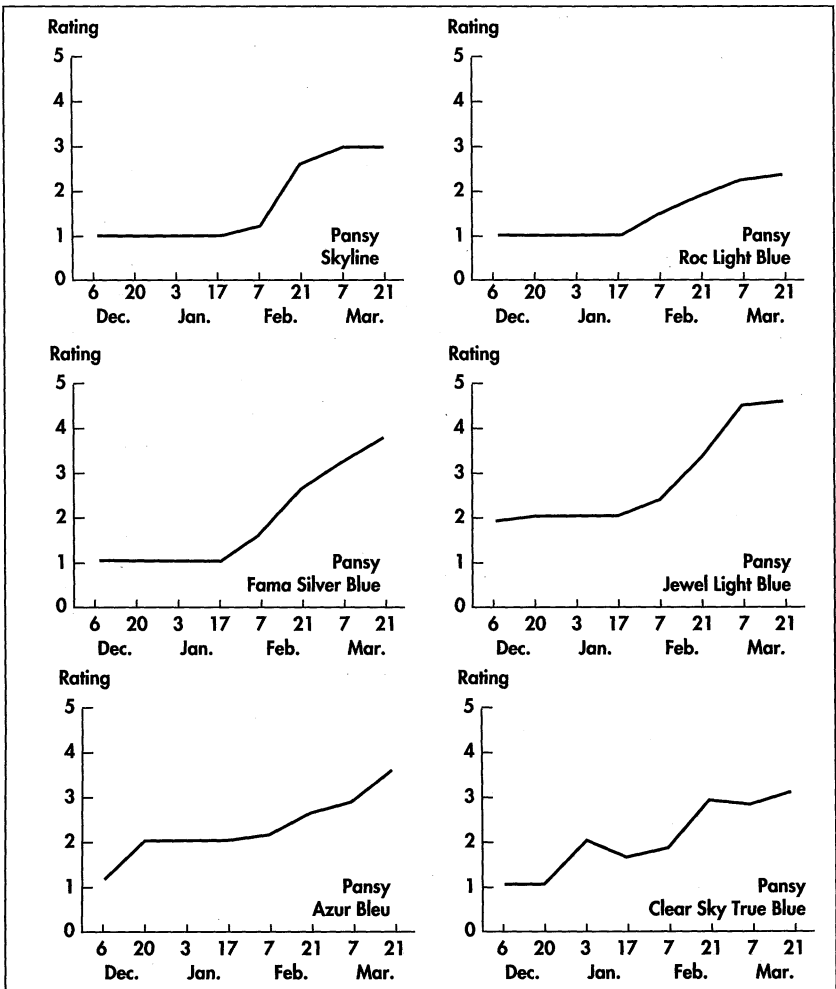 Rating
5
4
3
2
1
0
Pansy
Skyline
6 20 3 17 7 21 7 21
Dec. Jan. Feb. Mar.
Rating
5
4
3
2
1
0
Pansy
Roc Light Blue
6 20 3 17 7 21 7 21
Dec. Jan. Feb. Mar.
Rating
5
4
3
2
1
0
Pansy
Fama Silver Blue
6 20 3 17 7 21 7 21
Dec. Jan. Feb. Mar.
Rating
5
4
3
2
1
0
Pansy
Jewel Light Blue
6 20 3 17 7 21 7 21
Dec. Jan. Feb. Mar.
Rating
5
4
3
2
1
0
Pansy
Azur Bleu
6 20 3 17 7 21 7 21
Dec. Jan. Feb. Mar.
Rating
5
4
3
2
1
0
Pansy
Clear Sky True Blue
6 20 3 17 7 21 7 21
Dec. Jan. Feb. Mar.